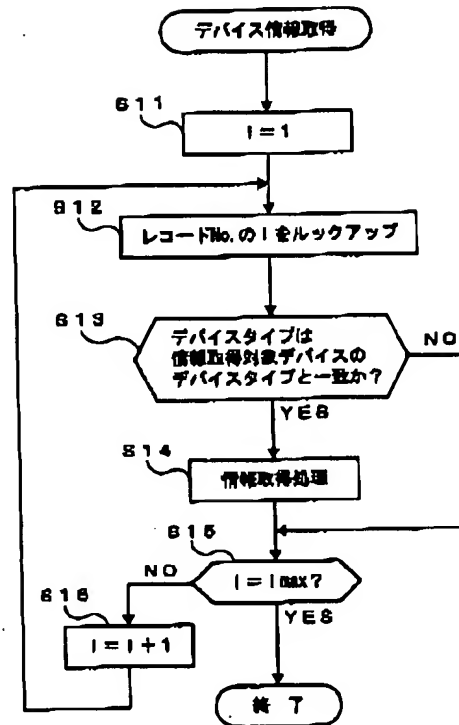 デバイス情報取得
S11
I=1
S12
レコードNo.のIをルックアップ
S13
デバイスタイプは
情報取得対象デバイスの
デバイスタイプと一致か?
NO
YES
S14
情報取得処理
S15
I=Imax?
NO
YES
S16
I=I+1
終了